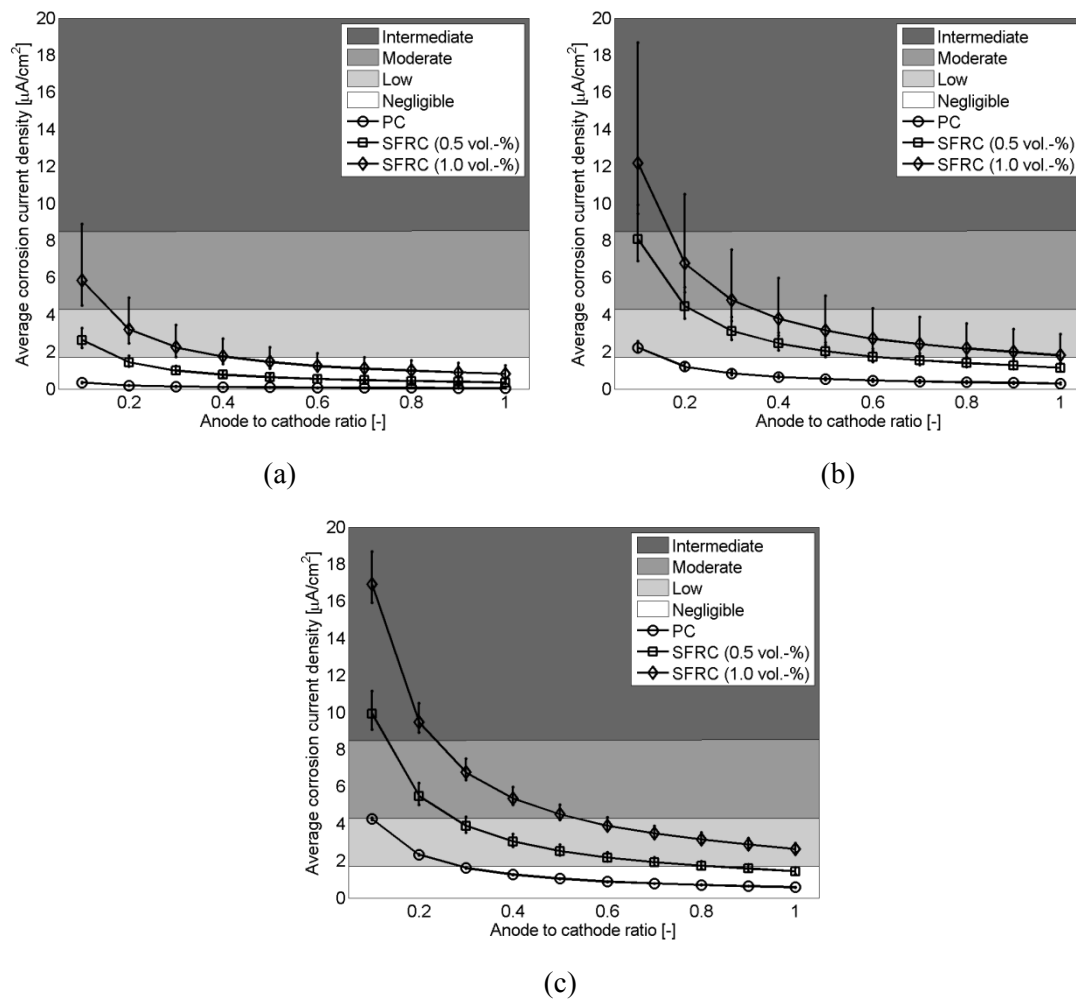 20
18
16
14
12
10
8
6
4
2
0
Average corrosion current density [μA/cm²]
Intermediate
Moderate
Low
Negligible
PC
SFRC (0.5 vol.-%)
SFRC (1.0 vol.-%)
0.2 0.4 0.6 0.8 1
Anode to cathode ratio [-]
(a)
20
18
16
14
12
10
8
6
4
2
0
Average corrosion current density [μA/cm²]
Intermediate
Moderate
Low
Negligible
PC
SFRC (0.5 vol.-%)
SFRC (1.0 vol.-%)
0.2 0.4 0.6 0.8 1
Anode to cathode ratio [-]
(b)
20
18
16
14
12
10
8
6
4
2
0
Average corrosion current density [μA/cm²]
Intermediate
Moderate
Low
Negligible
PC
SFRC (0.5 vol.-%)
SFRC (1.0 vol.-%)
0.2 0.4 0.6 0.8 1
Anode to cathode ratio [-]
(c)